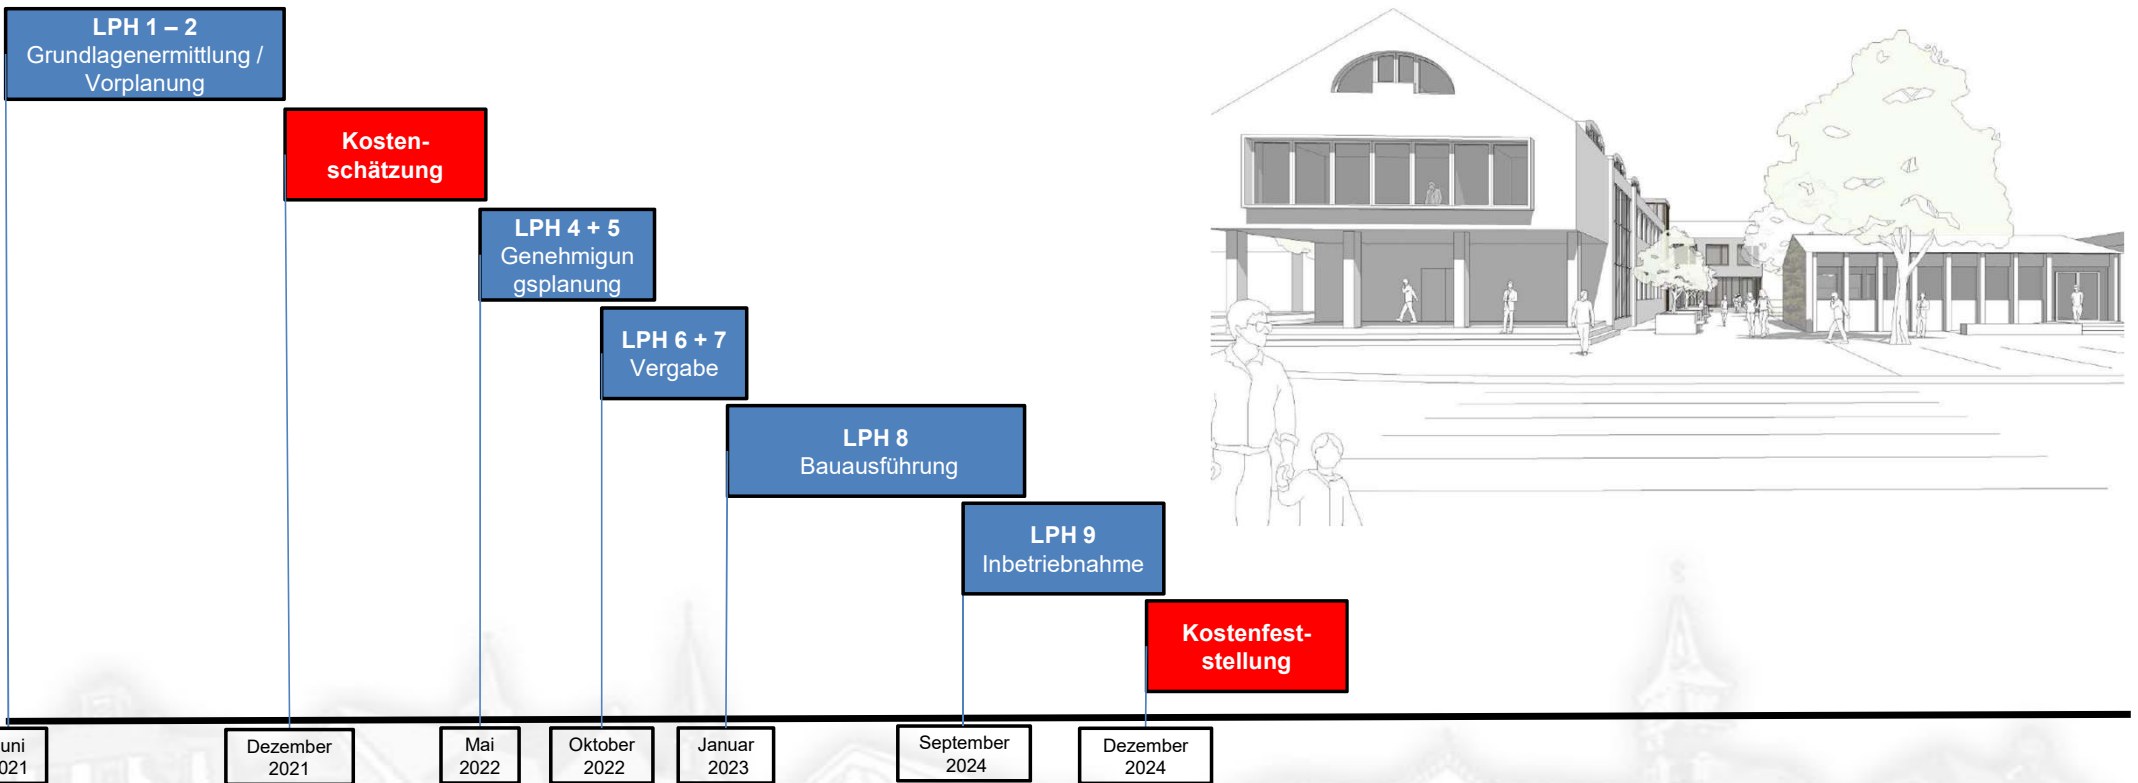 LPH 1 – 2
Grundlagenermittlung /
Vorplanung
Kosten-
schätzung
LPH 4 + 5
Genehmigun
gsplanung
LPH 6 + 7
Vergabe
LPH 8
Bauausführung
LPH 9
Inbetriebnahme
Kostenfest-
stellung
uni
021
Dezember
2021
Mai
2022
Oktober
2022
Januar
2023
September
2024
Dezember
2024